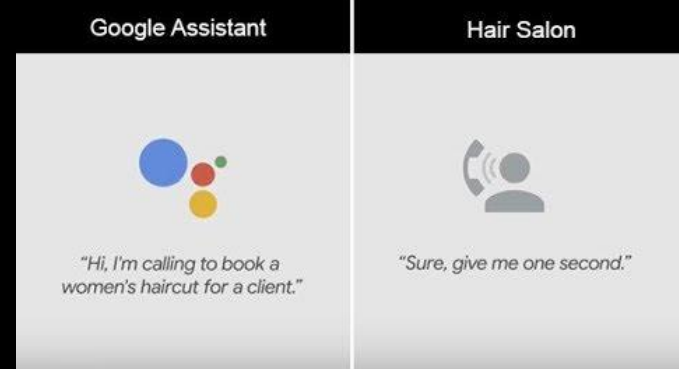 Google Assistant
Hair Salon
“Hi, I'm calling to book a
women's haircut for a client.”
“Sure, give me one second.”